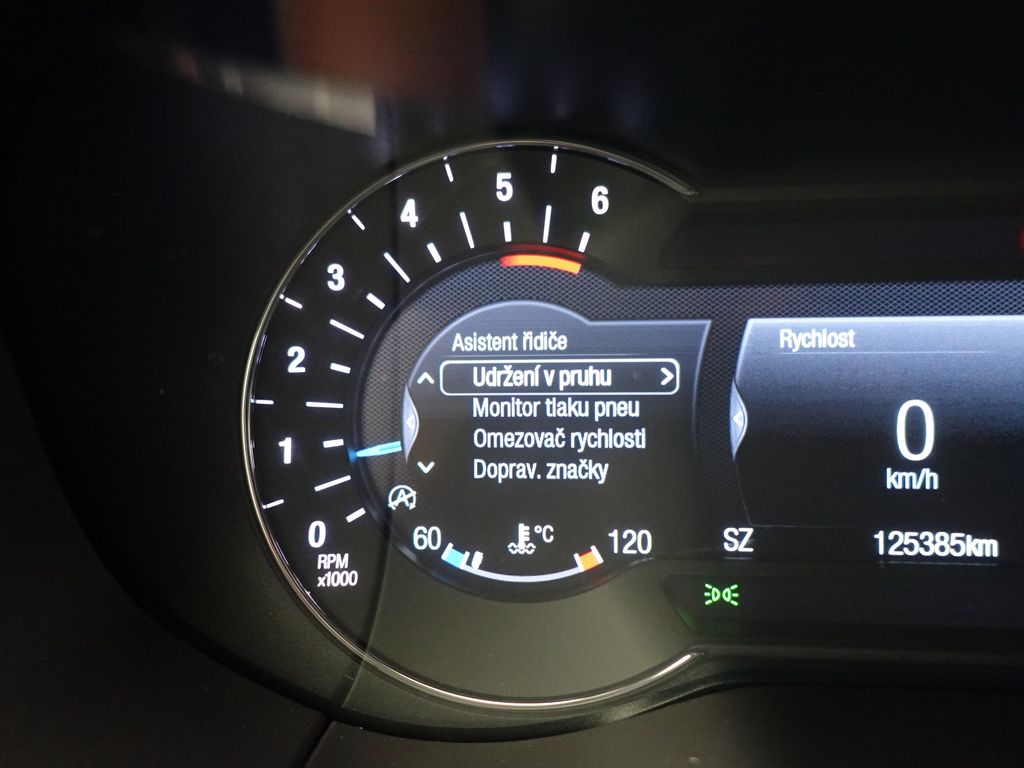 6
5
4
3
2
1
0
RPM
x1000
Asistent řidiče
Udržení v pruhu
Monitor tlaku pneu
Omezovač rychlosti
Doprav. značky
A
60 °C 120
Rychlost
0
km/h
SZ 125385km